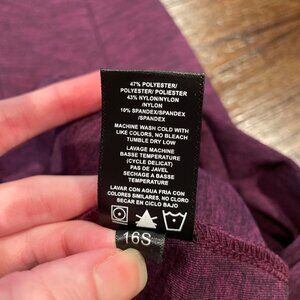 47% POLYESTER/
POLYESTER/ POLIESTER
43% NYLON/NYLON
/NYLON
10% SPANDEX/SPANDEX
/SPANDEX
MACHINE WASH COLD WITH
LIKE COLORS, NO BLEACH
TUMBLE DRY LOW
LAVAGE MACHINE
BASSE TEMPERATURE
(CYCLE DELICAT)
PAS DE JAVEL
SECHAGE A BASSE
TEMPERATURE
LAVAR CON AGUA FRIA CON
COLORES SIMILARES, NO CLORO
SECAR EN CICLO BAJO
16S